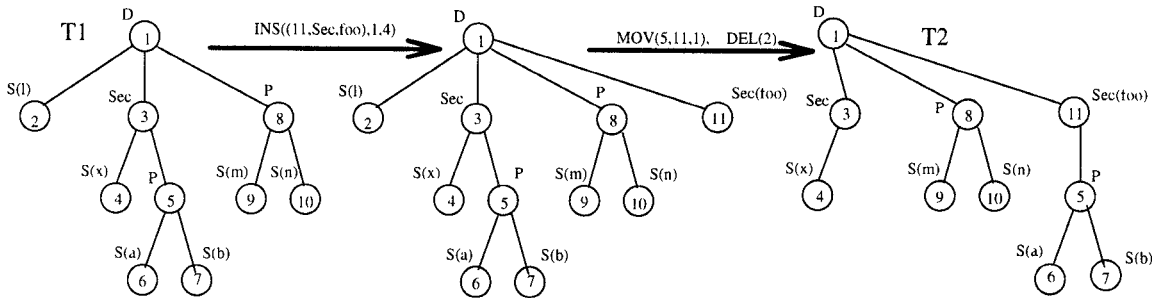 D D D
T1 1 INS((11,Sec,foo),1,4) 1 MOV(5,11,1), DEL(2) 1 T2
S(l) Sec P S(l) Sec P Sec(foo) Sec P Sec(foo)
2 3 8 2 3 8 11 3 8 11
S(x) P S(m) S(n) S(x) P S(m) S(n) S(x) S(m) S(n) P
4 5 9 10 4 5 9 10 4 9 10 5
S(a) S(b) S(a) S(b) S(a) S(b)
6 7 6 7 6 7